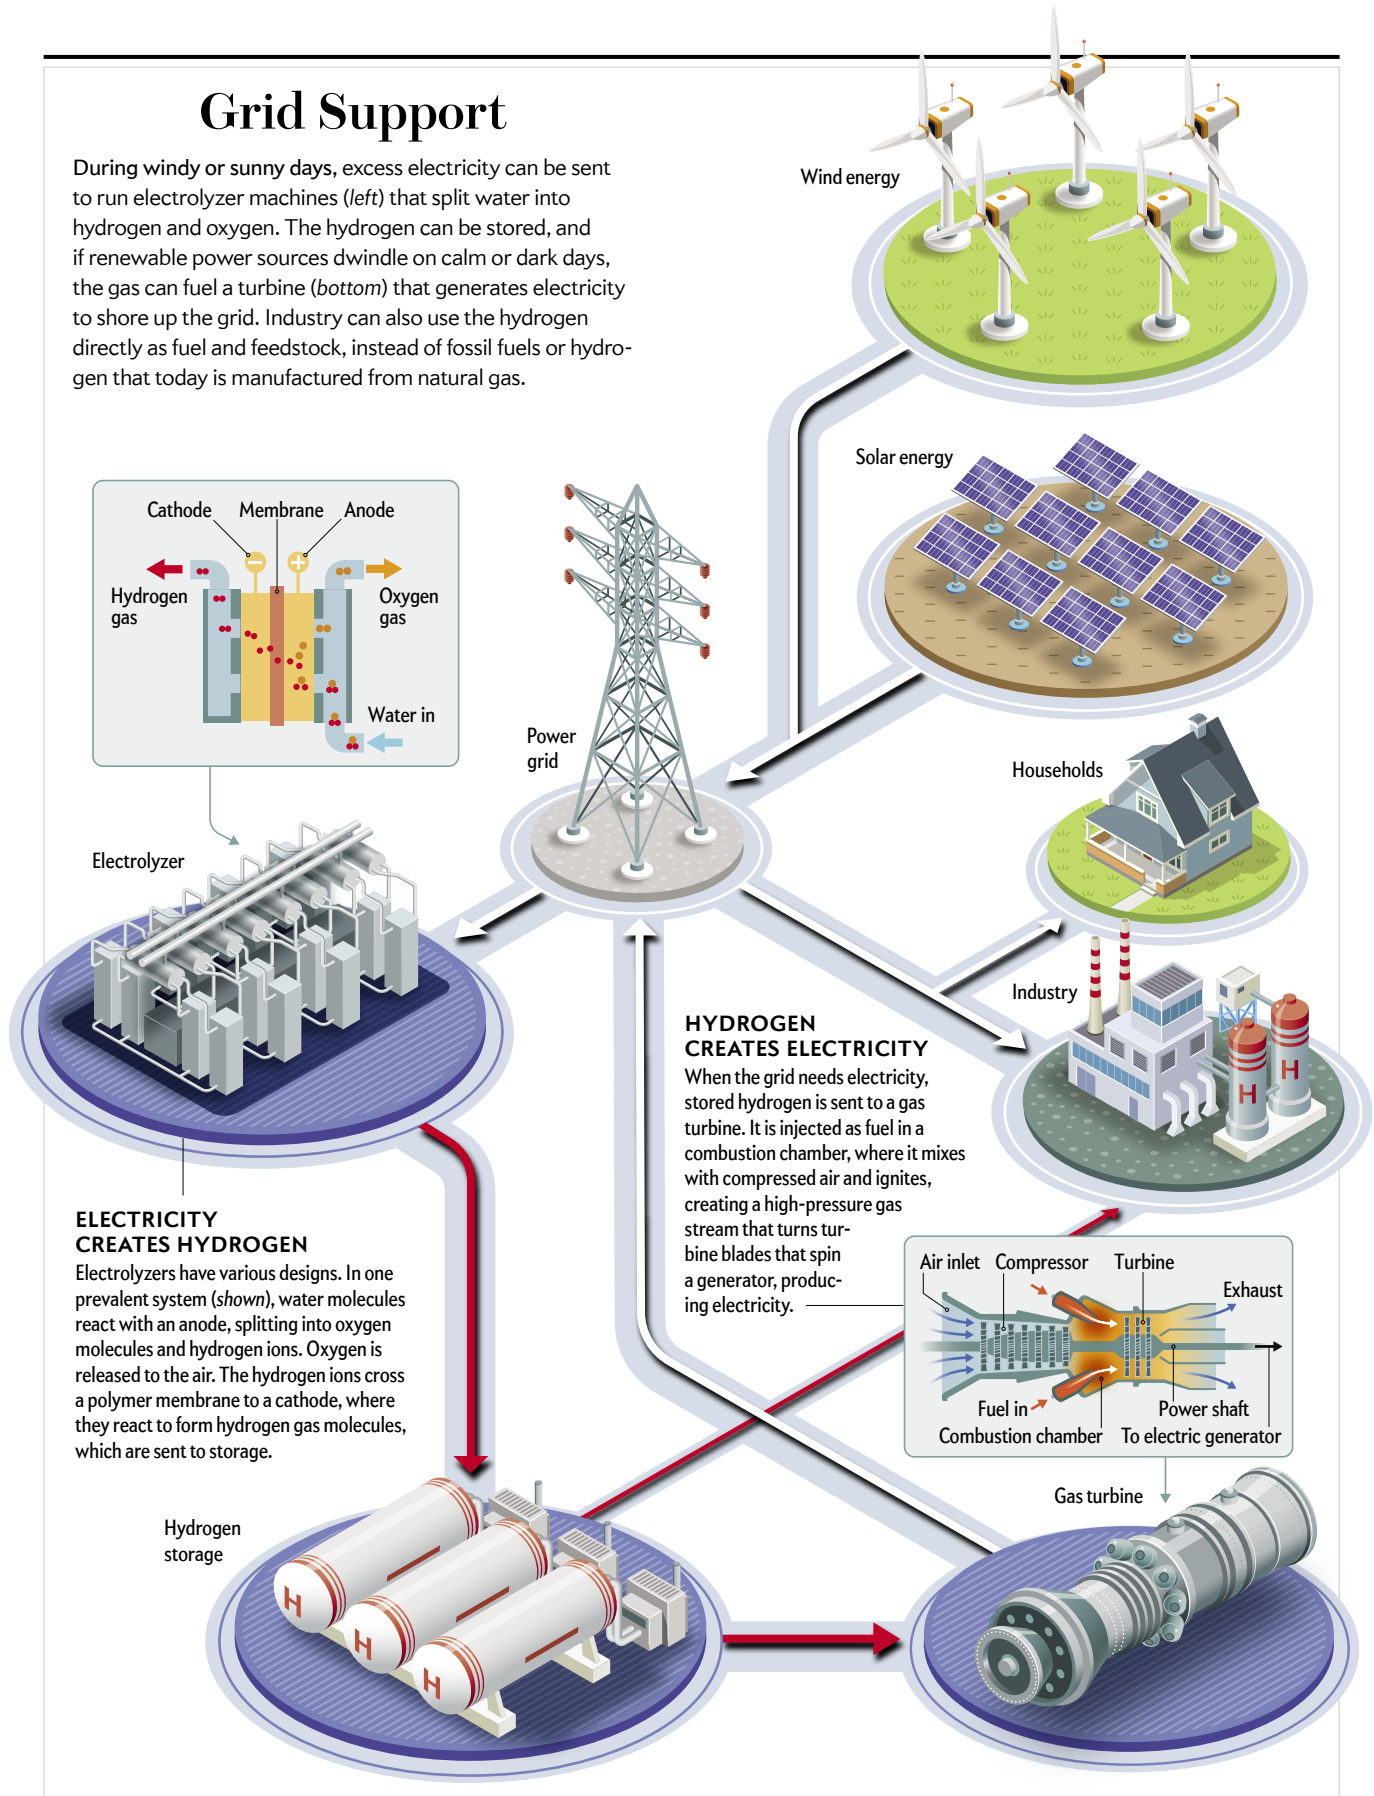 Grid Support
During windy or sunny days, excess electricity can be sent
to run electrolyzer machines (left) that split water into
hydrogen and oxygen. The hydrogen can be stored, and
if renewable power sources dwindle on calm or dark days,
the gas can fuel a turbine (bottom) that generates electricity
to shore up the grid. Industry can also use the hydrogen
directly as fuel and feedstock, instead of fossil fuels or hydro-
gen that today is manufactured from natural gas.
Wind energy
Solar energy
Cathode
Membrane
Anode
Hydrogen
gas
Oxygen
gas
Water in
Power
grid
Households
Electrolyzer
Industry
H
H
HYDROGEN
CREATES ELECTRICITY
When the grid needs electricity,
stored hydrogen is sent to a gas
turbine. It is injected as fuel in a
combustion chamber, where it mixes
with compressed air and ignites,
creating a high-pressure gas
stream that turns tur-
bine blades that spin
a generator, produc-
ing electricity.
ELECTRICITY
CREATES HYDROGEN
Electrolyzers have various designs. In one
prevalent system (shown), water molecules
react with an anode, splitting into oxygen
molecules and hydrogen ions. Oxygen is
released to the air. The hydrogen ions cross
a polymer membrane to a cathode, where
they react to form hydrogen gas molecules,
which are sent to storage.
Air inlet
Compressor
Turbine
Exhaust
Fuel in
Power shaft
Combustion chamber
To electric generator
Gas turbine
Hydrogen
storage
H
H
H